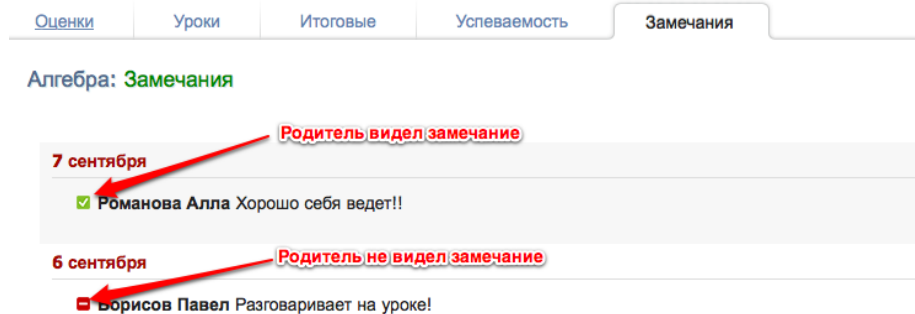 Оценки Уроки Итоговые Успеваемость Замечания
Алгебра: Замечания
Родитель видел замечание
7 сентября
Романова Алла Хорошо себя ведет!!
Родитель не видел замечание
6 сентября
Борисов Павел Разговаривает на уроке!